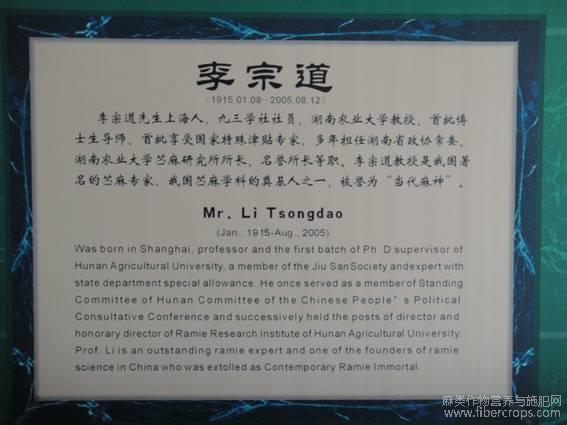 李宗道
(1915.01.08—2005.08.12)
李宗道先生上海人，九三学社社员，湖南农业大学教授、首批博
士生导师、首批享受国家特殊津贴专家，多年担任湖南省政协常委、
湖南农业大学苎麻研究所所长、名誉所长等职。李宗道教授是我国著
名的苎麻专家，我国苎麻学科的奠基人之一，被誉为“当代麻神”。
Mr. Li Tsongdao
(Jan., 1915-Aug., 2005)
Was born in Shanghai, professor and the first batch of Ph .D supervisor of
Hunan Agricultural University, a member of the Jiu SanSociety andexpert with
state department special allowance. He once served as a member of Standing
Committee of Hunan Committee of the Chinese People’s Political
Consultative Conference and successively held the posts of director and
honorary director of Ramie Research Institute of Hunan Agricultural University.
Prof. Li is an outstanding ramie expert and one of the founders of ramie
science in China who was extolled as Contemporary Ramie Immortal.
麻类作物营养与施肥网
www.fibercrops.com